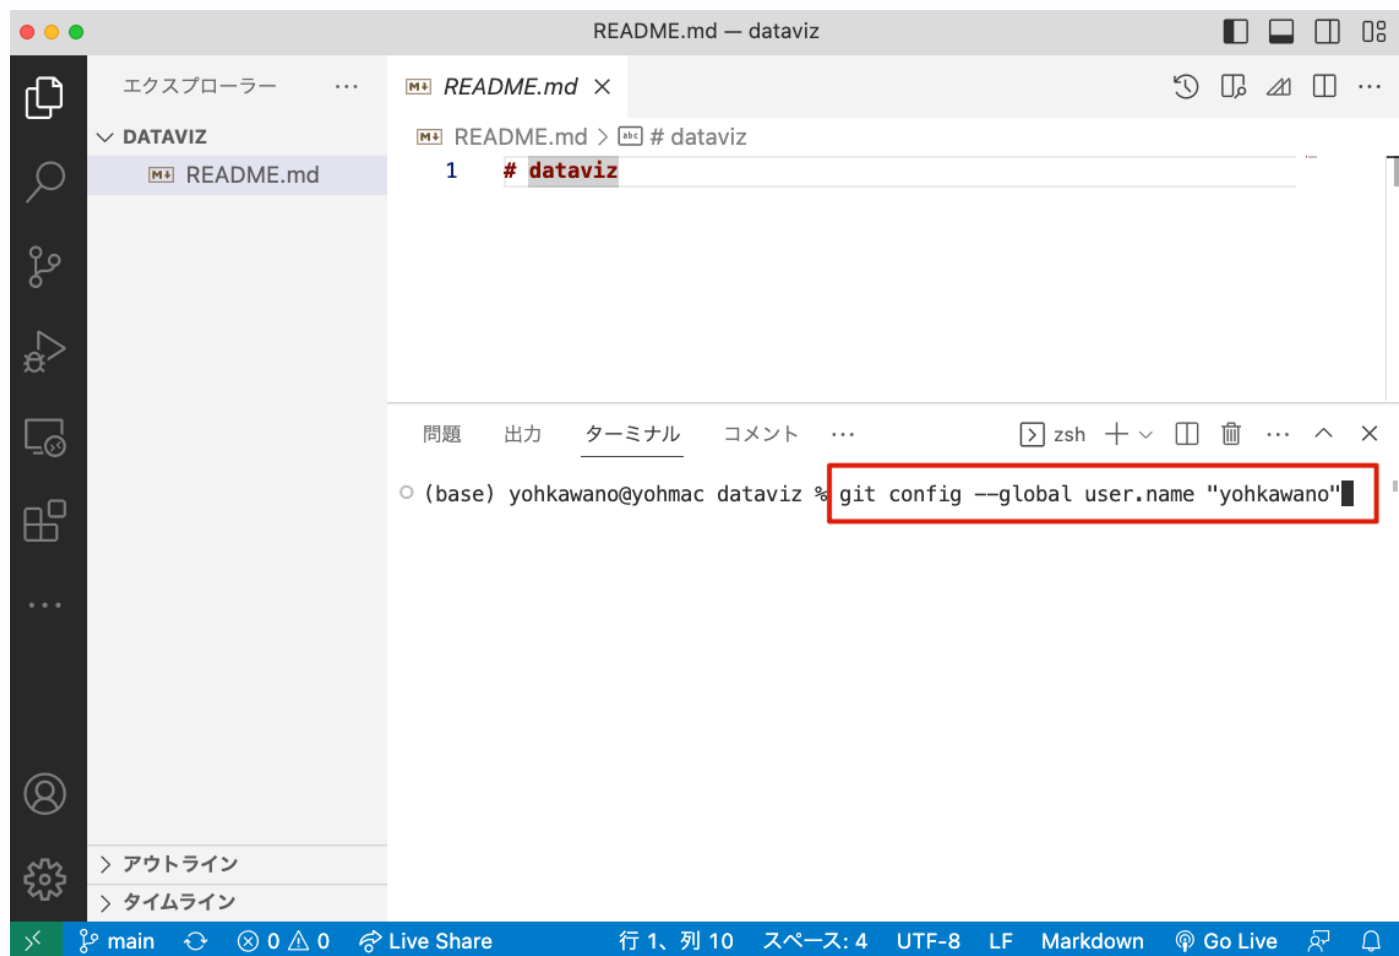 README.md — dataviz
エクスプローラー
README.md
DATAVIZ
README.md > # dataviz
README.md
1 # dataviz
問題 出力 ターミナル コメント
zsh
(base) yohkawano@yohmac dataviz % git config --global user.name "yohkawano"
アウトライン
タイムライン
main 0 0 Live Share 行 1、列 10 スペース: 4 UTF-8 LF Markdown Go Live